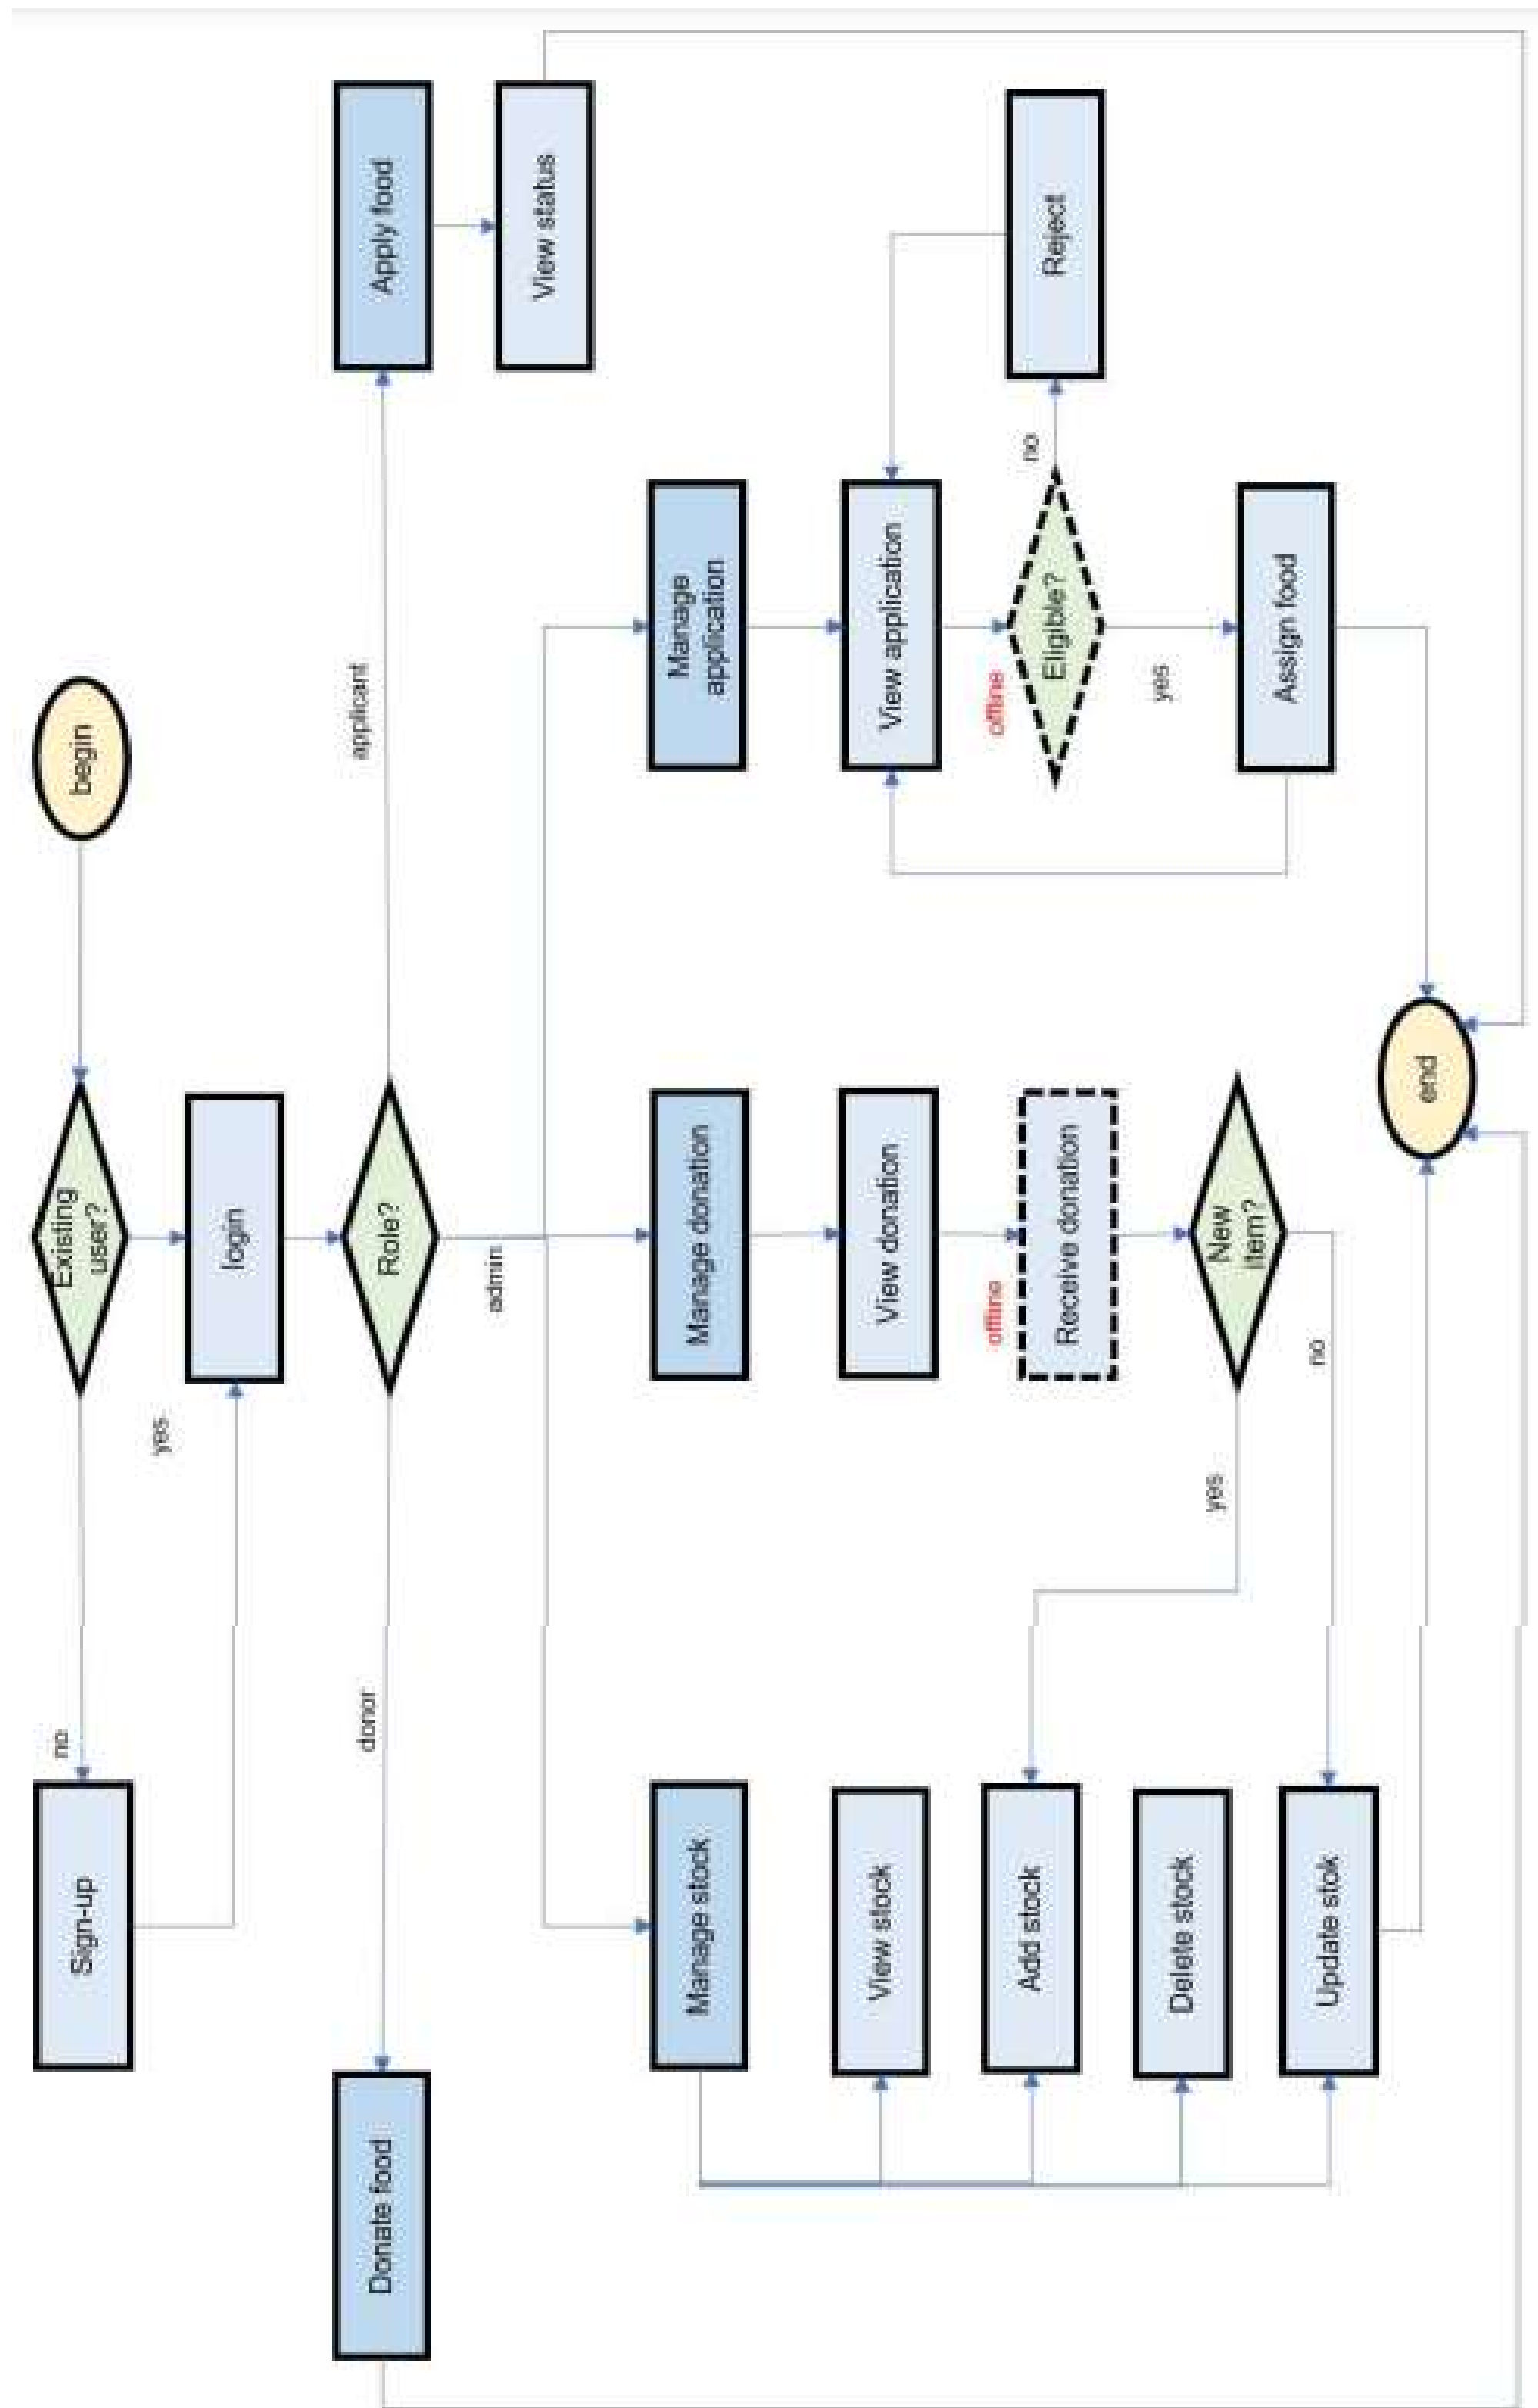 begin
Existing
user?
no
yes
Sign-up
login
Role?
donor
applicant
admin
Donate food
Apply food
View status
Manage stock
Manage donation
Manage
application
View stock
View donation
View application
offline
offline
Add stock
Receive donation
Eligible?
no
Reject
Delete stock
yes
New
item?
yes
Assign food
no
Update stok
end